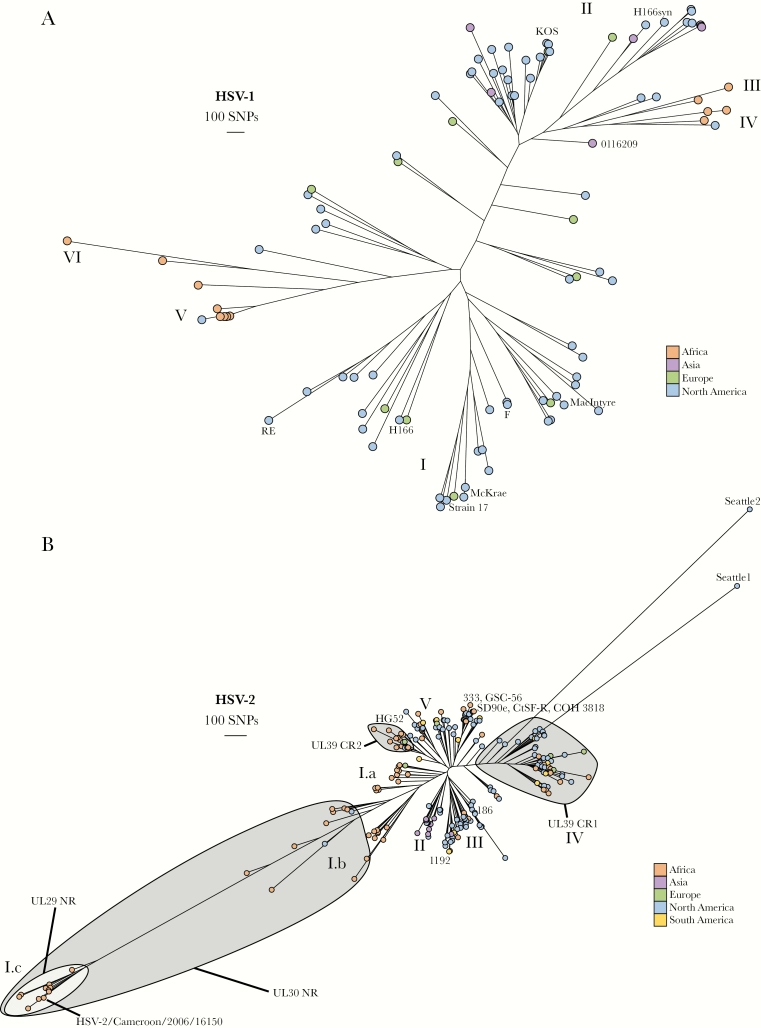 A
II
H166syn
KOS
HSV-1
100 SNPs
III
IV
0116209
VI
V
Africa
Asia
Europe
North America
MacIntyre
F
RE
H166
I
McKrae
Strain 17
Seattle2
B
Seattle1
HSV-2
100 SNPs
V
333, GSC-56
SD90e, CtSF-R, COH 3818
HG52
UL39 CR2
I.a
186
UL39 CR1
IV
II
III
1192
I.b
Africa
Asia
Europe
North America
South America
UL29 NR
I.c
UL30 NR
HSV-2/Cameroon/2006/16150